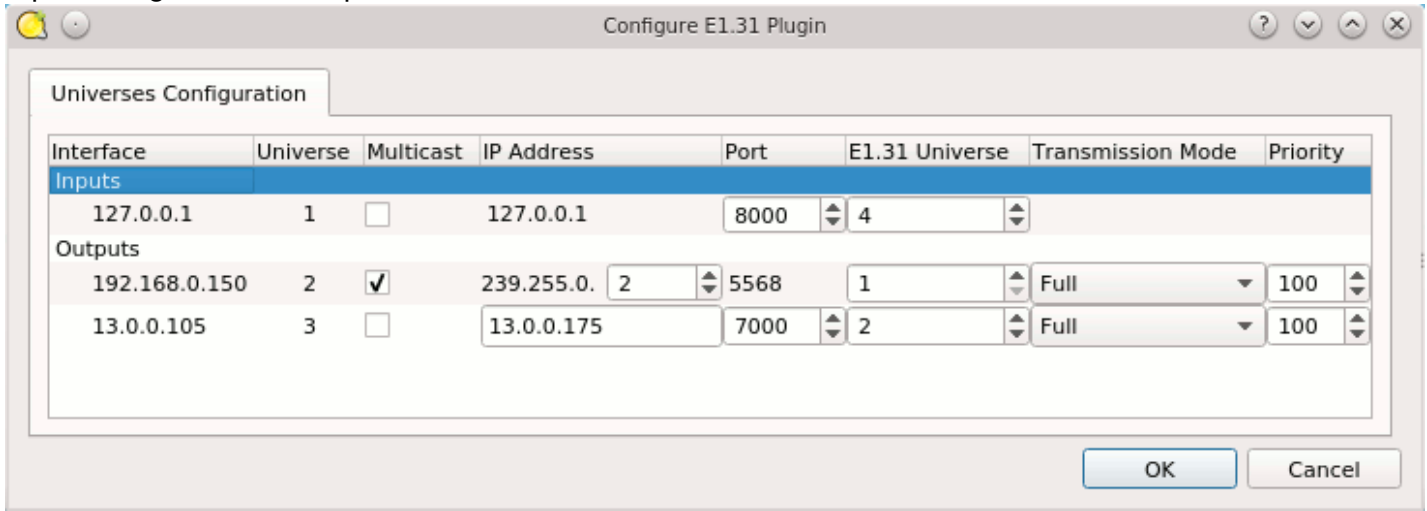 Configure E1.31 Plugin
Universes Configuration
Interface Universe Multicast IP Address Port E1.31 Universe Transmission Mode Priority
Inputs
127.0.0.1 1 127.0.0.1 8000 4
Outputs
192.168.0.150 2 239.255.0. 2 5568 1 Full 100
13.0.0.105 3 13.0.0.175 7000 2 Full 100
OK Cancel